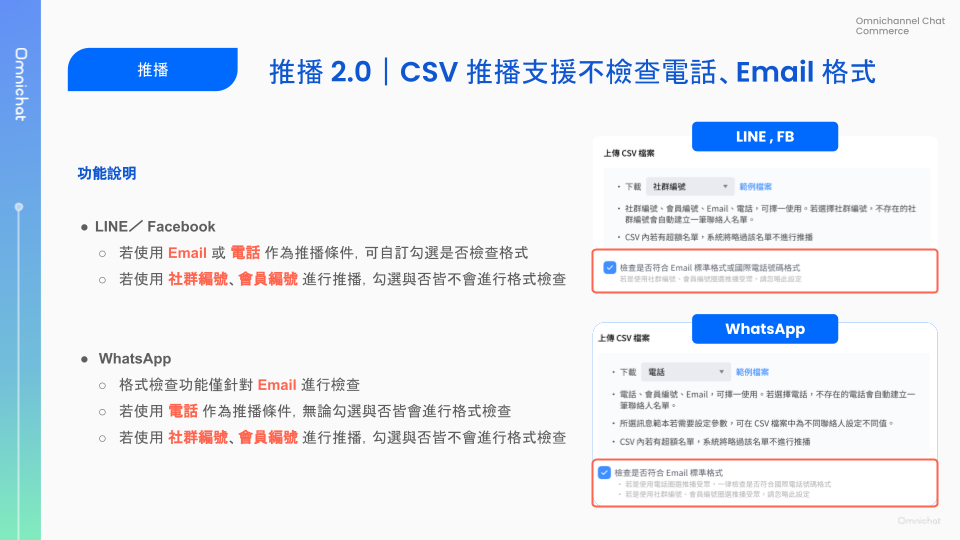 Omnichannel Chat
Commerce
Omnichat
推播
推播 2.0｜CSV 推播支援不檢查電話、Email 格式
功能說明
● LINE／ Facebook
○ 若使用 Email 或 電話 作為推播條件, 可自訂勾選是否檢查格式
○ 若使用 社群編號、會員編號 進行推播, 勾選與否皆不會進行格式檢查
● WhatsApp
○ 格式檢查功能僅針對 Email 進行檢查
○ 若使用 電話 作為推播條件, 無論勾選與否皆會進行格式檢查
○ 若使用 社群編號、會員編號 進行推播, 勾選與否皆不會進行格式檢查
LINE , FB
上傳 CSV 檔案
• 下載 社群編號 範例檔案
• 社群編號、會員編號、Email、電話，可擇一使用。若選擇社群編號，不存在的社
群編號會自動建立一筆聯絡人名單。
• CSV 內若有超額名單，系統將略過該名單不進行推播
檢查是否符合 Email 標準格式或國際電話號碼格式
若是使用社群編號、會員編號圈選推播受眾，請忽略此設定
WhatsApp
上傳 CSV 檔案
• 下載 電話 範例檔案
• 電話、會員編號、Email，可擇一使用。若選擇電話，不存在的電話會自動建立一
筆聯絡人名單。
• 所選訊息範本若需要設定參數，可在 CSV 檔案中為不同聯絡人設定不同值。
• CSV 內若有超額名單，系統將略過該名單不進行推播
檢查是否符合 Email 標準格式
• 若是使用電話圈選推播受眾，一律檢查是否符合國際電話號碼格式
• 若是使用社群編號、會員編號圈選推播受眾，請忽略此設定
Omnichat